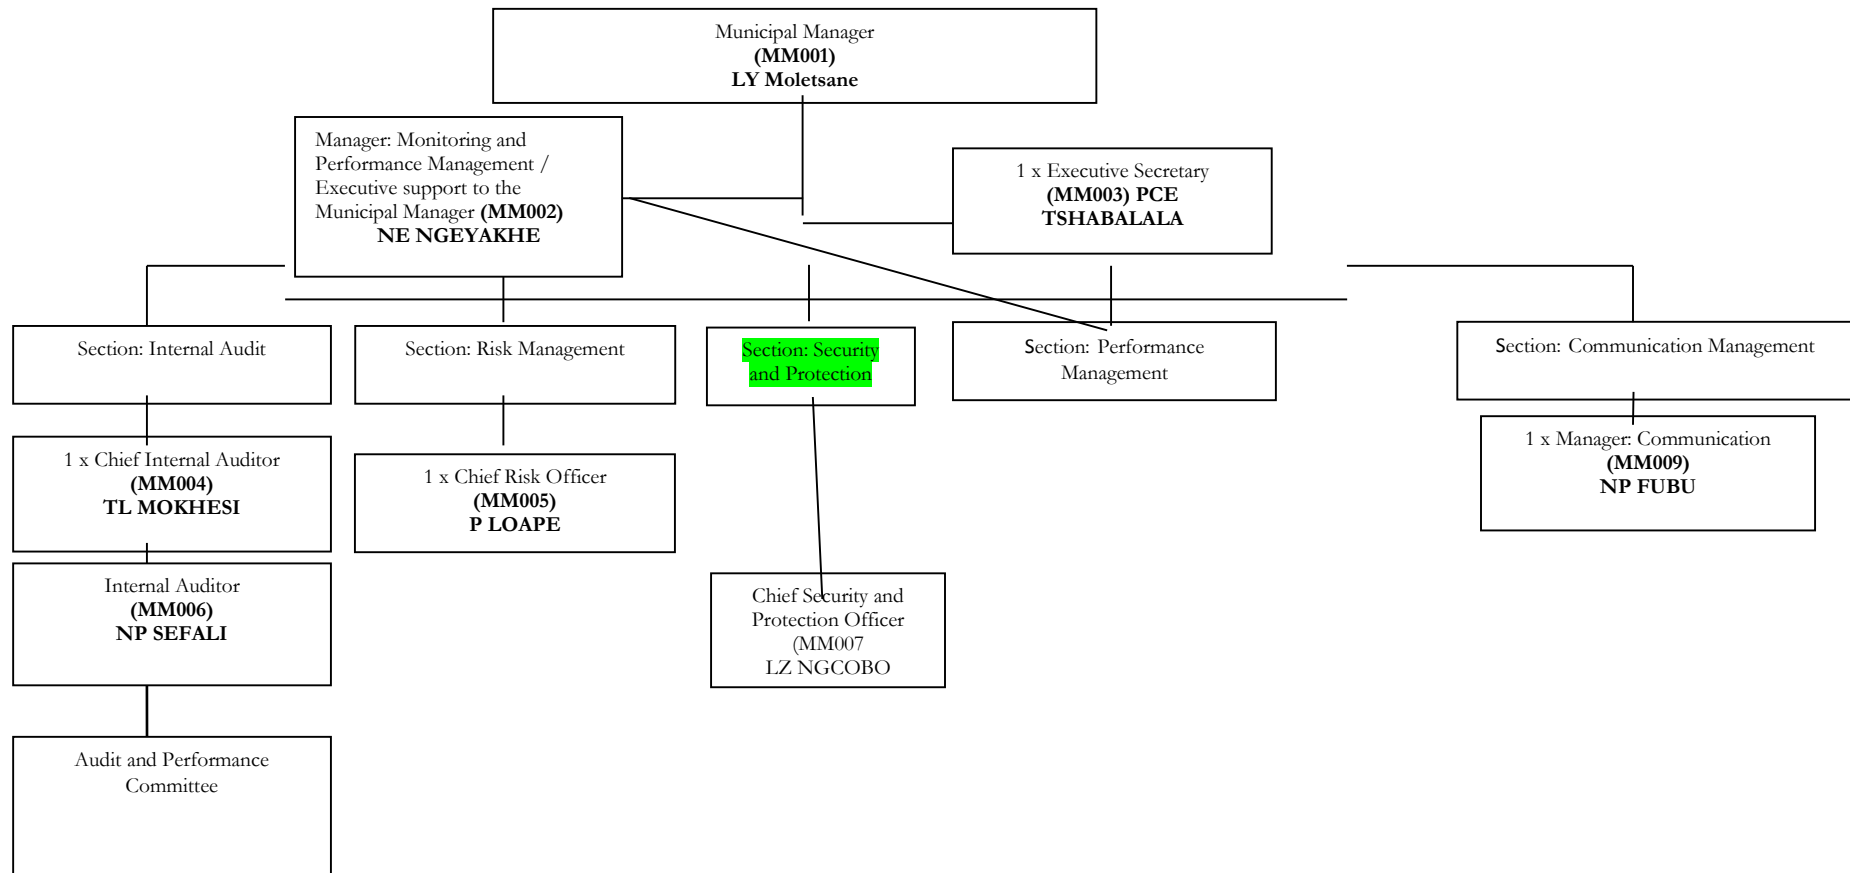 Municipal Manager
(MM001)
LY Moletsane
Manager: Monitoring and
Performance Management /
Executive support to the
Municipal Manager (MM002)
NE NGEYAKHE
1 x Executive Secretary
(MM003) PCE
TSHABALALA
Section: Internal Audit
Section: Risk Management
Section: Security
and Protection
Section: Performance
Management
Section: Communication Management
1 x Chief Internal Auditor
(MM004)
TL MOKHESI
1 x Chief Risk Officer
(MM005)
P LOAPE
1 x Manager: Communication
(MM009)
NP FUBU
Internal Auditor
(MM006)
NP SEFALI
Chief Security and
Protection Officer
(MM007
LZ NGCOBO
Audit and Performance
Committee